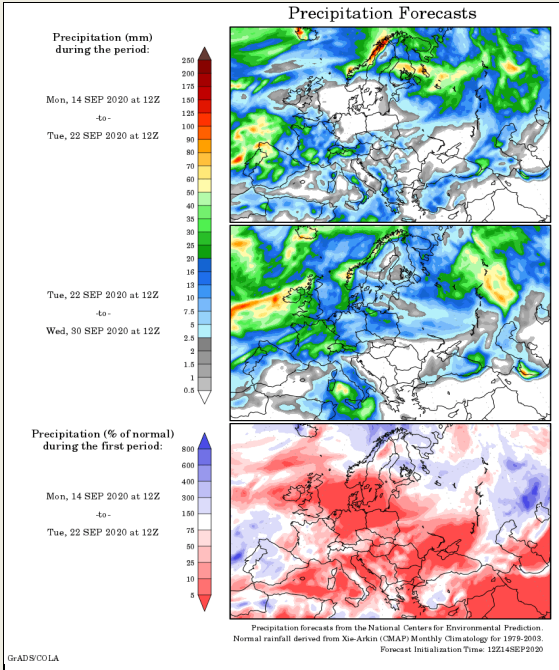 Precipitation Forecasts
Precipitation (mm)
during the period:
Mon, 14 SEP 2020 at 12Z
-to-
Tue, 22 SEP 2020 at 12Z
250
200
175
150
125
100
90
80
70
60
50
40
35
30
25
20
16
13
10
7.5
5
2.5
2
1.5
1
0.5
Tue, 22 SEP 2020 at 12Z
-to-
Wed, 30 SEP 2020 at 12Z
Precipitation (% of normal)
during the first period:
Mon, 14 SEP 2020 at 12Z
-to-
Tue, 22 SEP 2020 at 12Z
800
600
400
300
150
75
50
25
10
5
Precipitation forecasts from the National Centers for Environmental Prediction.
Normal rainfall derived from Xie-Arkin (CMAP) Monthly Climatology for 1979-2003.
Forecast Initialization Time: 12Z14SEP2020
GrADS/COLA